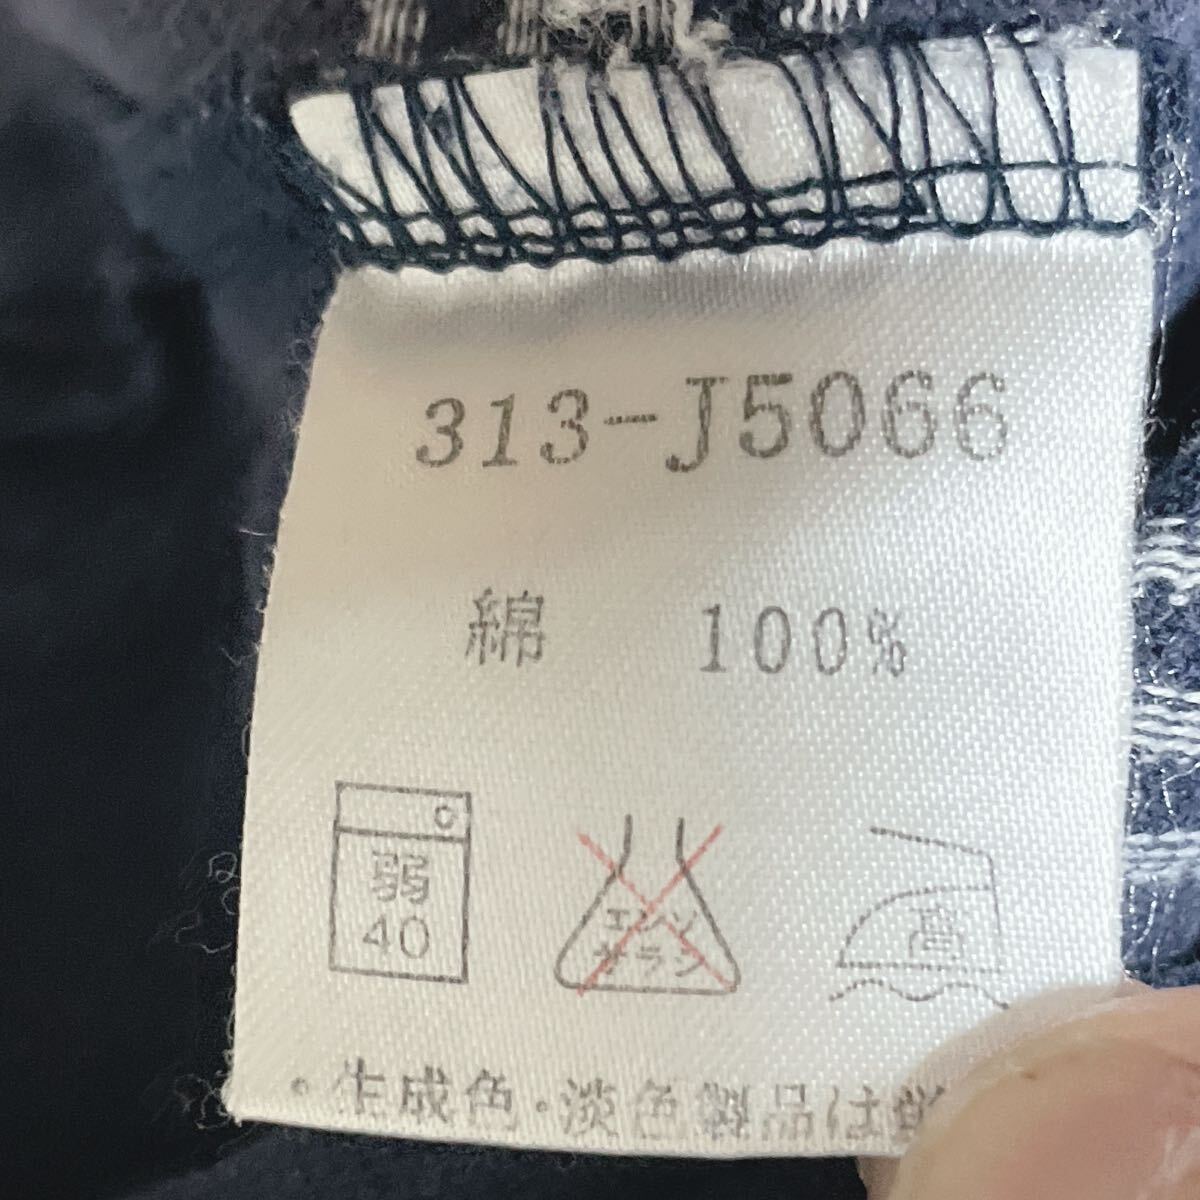 313-J5066
綿 100%
弱
40
エンソ
サラシ
高
・生成色・淡色製品は